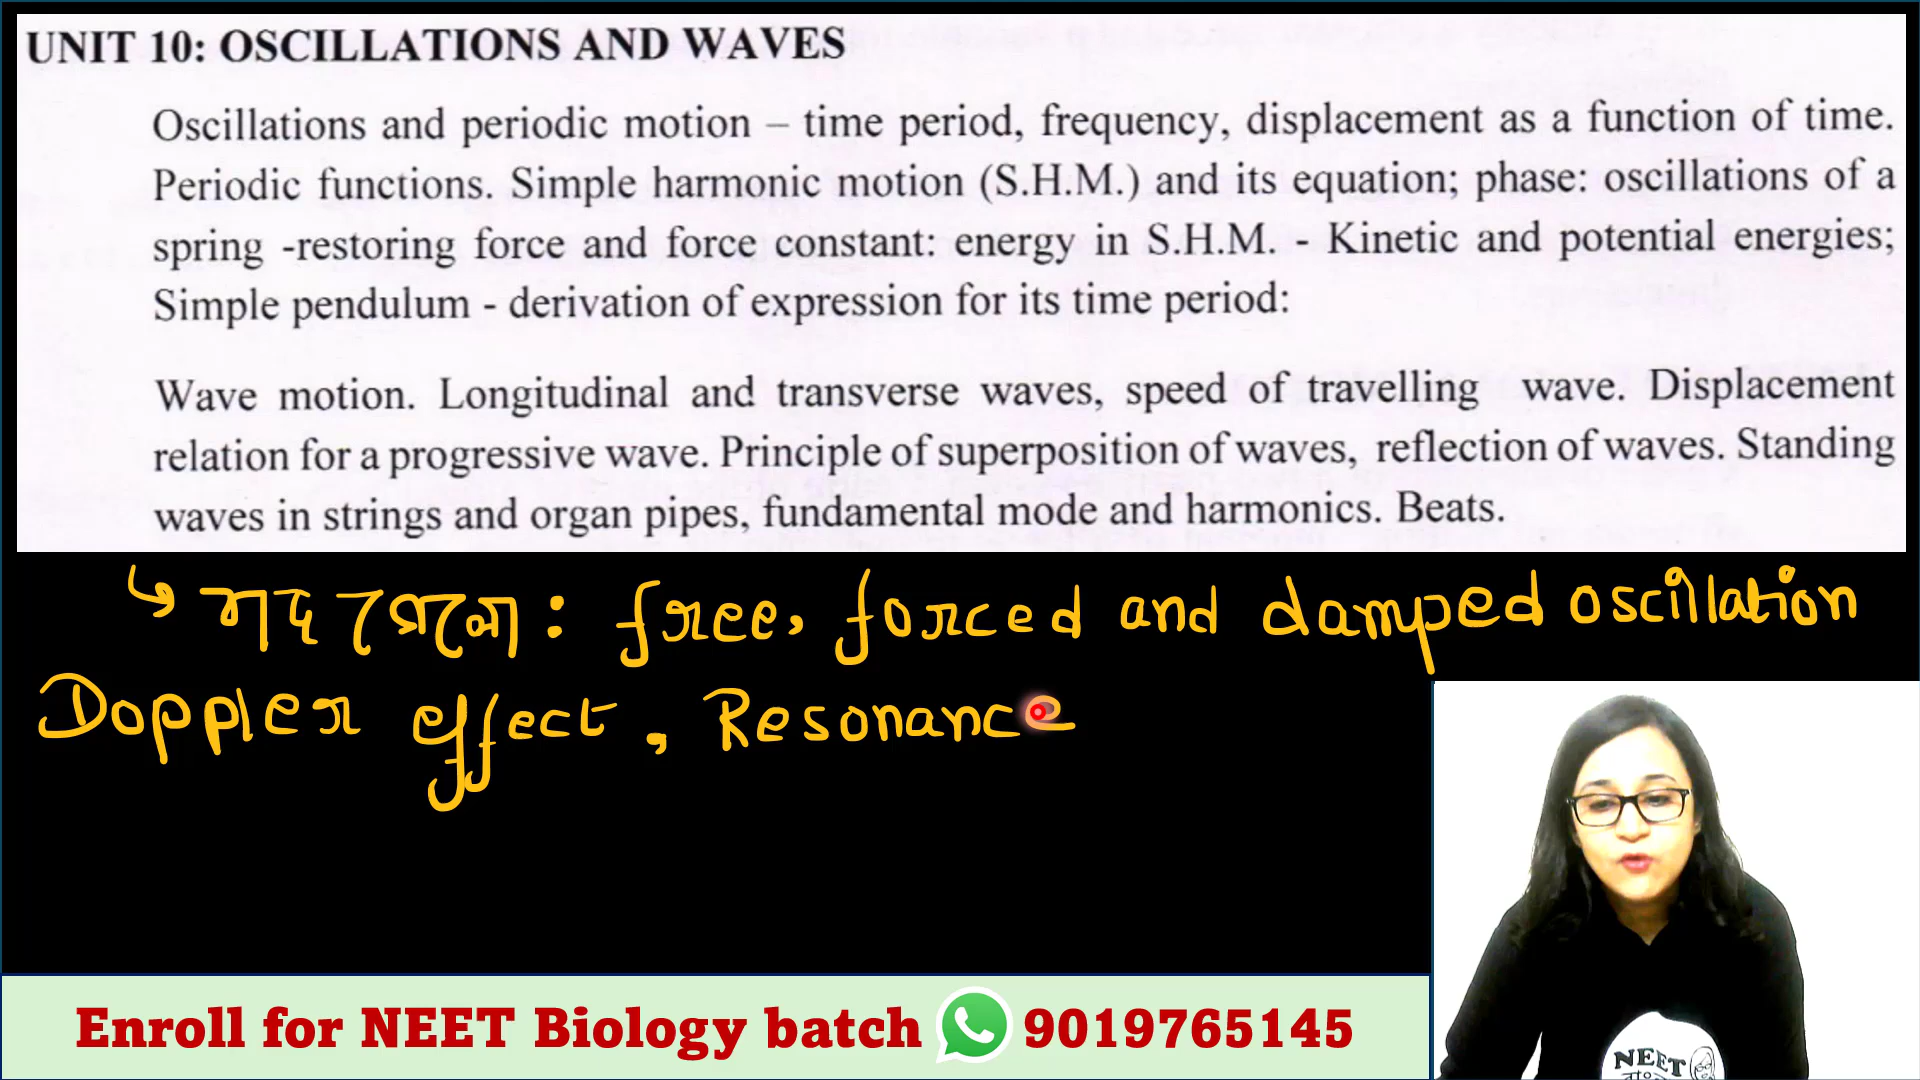 UNIT 10: OSCILLATIONS AND WAVES
Oscillations and periodic motion – time period, frequency, displacement as a function of time.
Periodic functions. Simple harmonic motion (S.H.M.) and its equation; phase: oscillations of a
spring -restoring force and force constant: energy in S.H.M. - Kinetic and potential energies;
Simple pendulum - derivation of expression for its time period:
Wave motion. Longitudinal and transverse waves, speed of travelling wave. Displacement
relation for a progressive wave. Principle of superposition of waves, reflection of waves. Standing
waves in strings and organ pipes, fundamental mode and harmonics. Beats.
↳ বাদ গেলো : free, forced and damped oscillation
Doppler effect, Resonance
Enroll for NEET Biology batch 9019765145
NEET